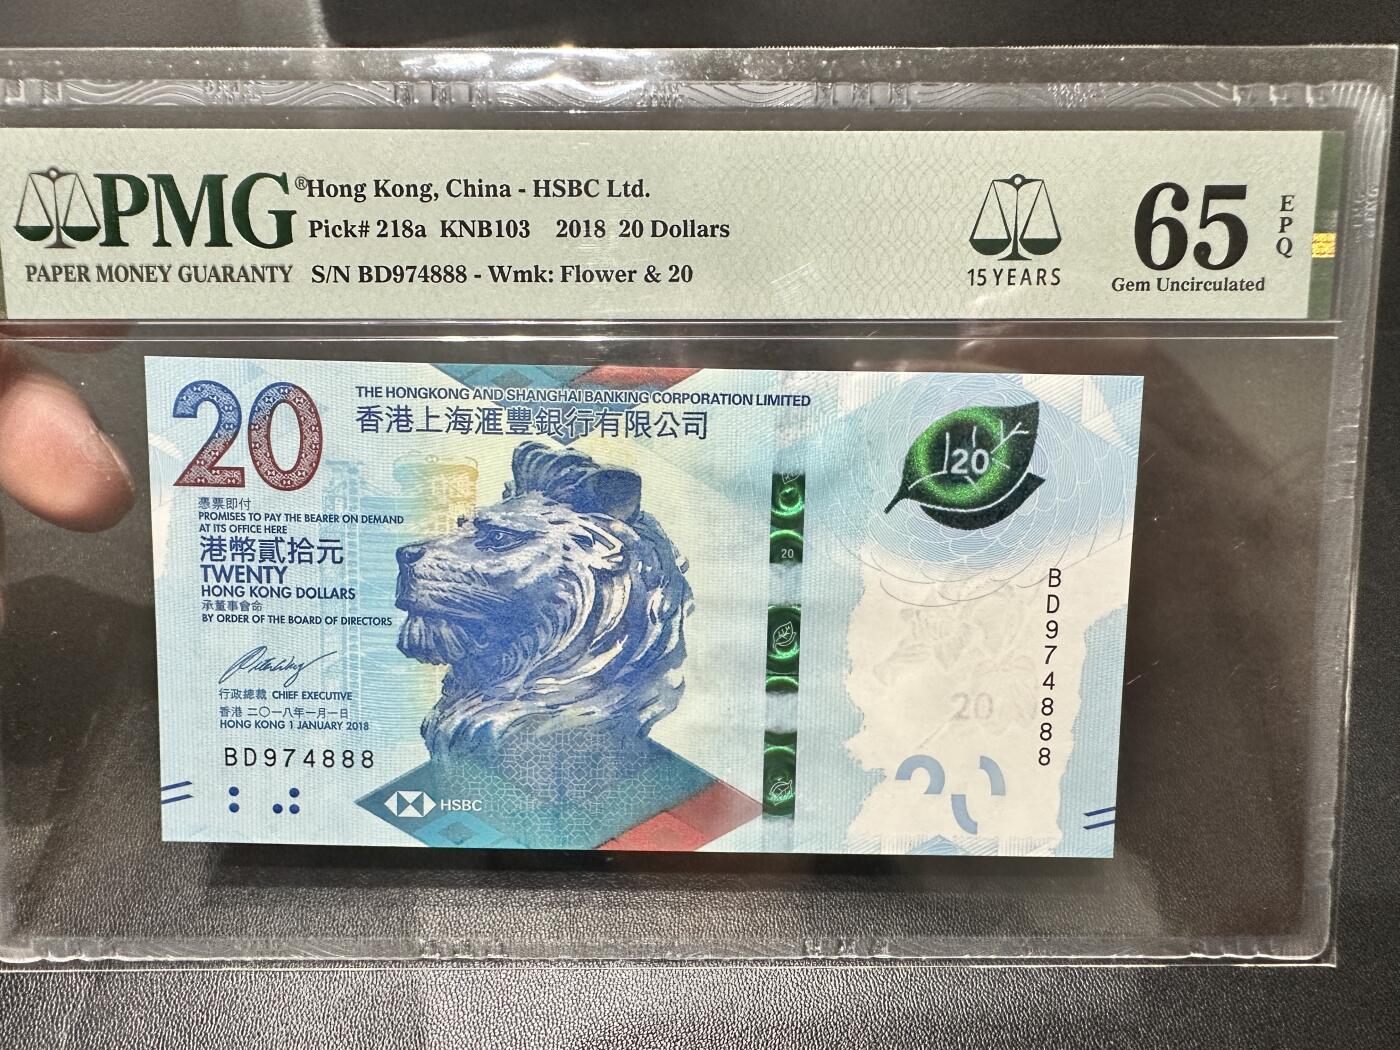 PMG®
PAPER MONEY GUARANTY
Hong Kong, China - HSBC Ltd.
Pick# 218a KNB103 2018 20 Dollars
S/N BD974888 - Wmk: Flower & 20
15 YEARS
65
EPQ
Gem Uncirculated
20
THE HONGKONG AND SHANGHAI BANKING CORPORATION LIMITED
香港上海滙豐銀行有限公司
憑票即付
PROMISES TO PAY THE BEARER ON DEMAND
AT ITS OFFICE HERE
港幣貳拾元
TWENTY
HONG KONG DOLLARS
承董事會命
BY ORDER OF THE BOARD OF DIRECTORS
行政總裁 CHIEF EXECUTIVE
香港 二〇一八年一月一日
HONG KONG 1 JANUARY 2018
BD974888
HSBC
20
20
BD974888
20
20